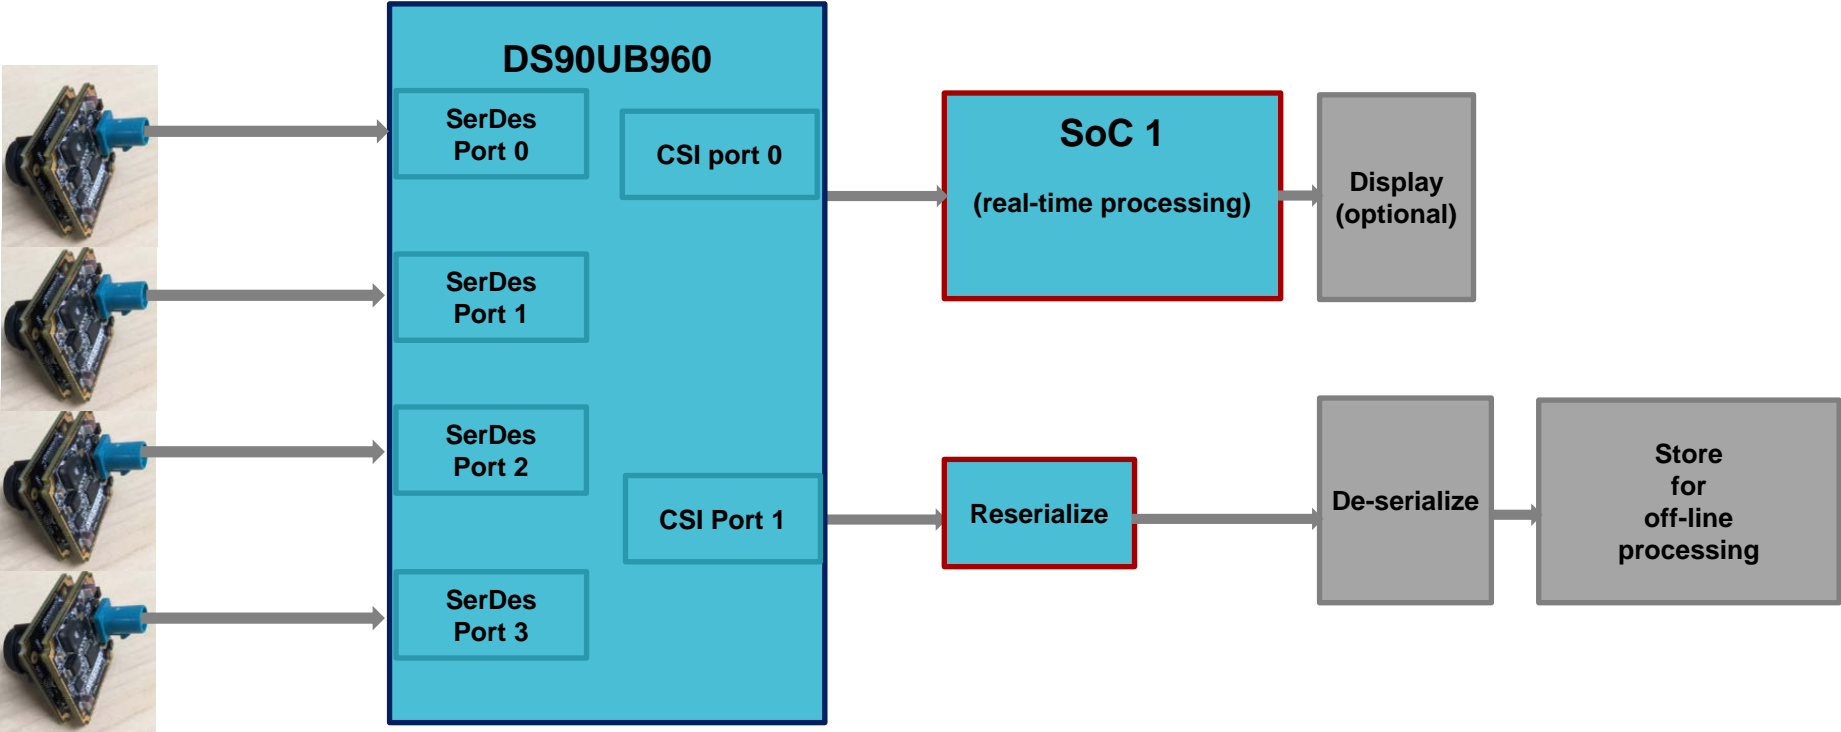 DS90UB960
SerDes
Port 0
CSI port 0
SerDes
Port 1
SerDes
Port 2
CSI Port 1
SerDes
Port 3
SoC 1
(real-time processing)
Display
(optional)
Reserialize
De-serialize
Store
for
off-line
processing